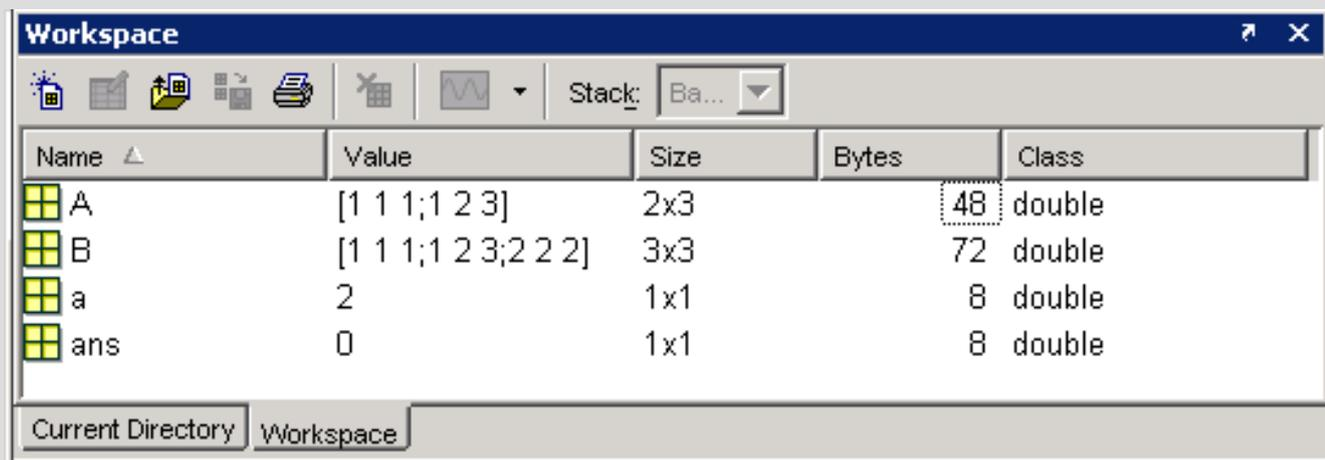 Workspace
Stack: Ba...
Name Value Size Bytes Class
A [1 1 1;1 2 3] 2x3 48 double
B [1 1 1;1 2 3;2 2 2] 3x3 72 double
a 2 1x1 8 double
ans 0 1x1 8 double
Current Directory Workspace